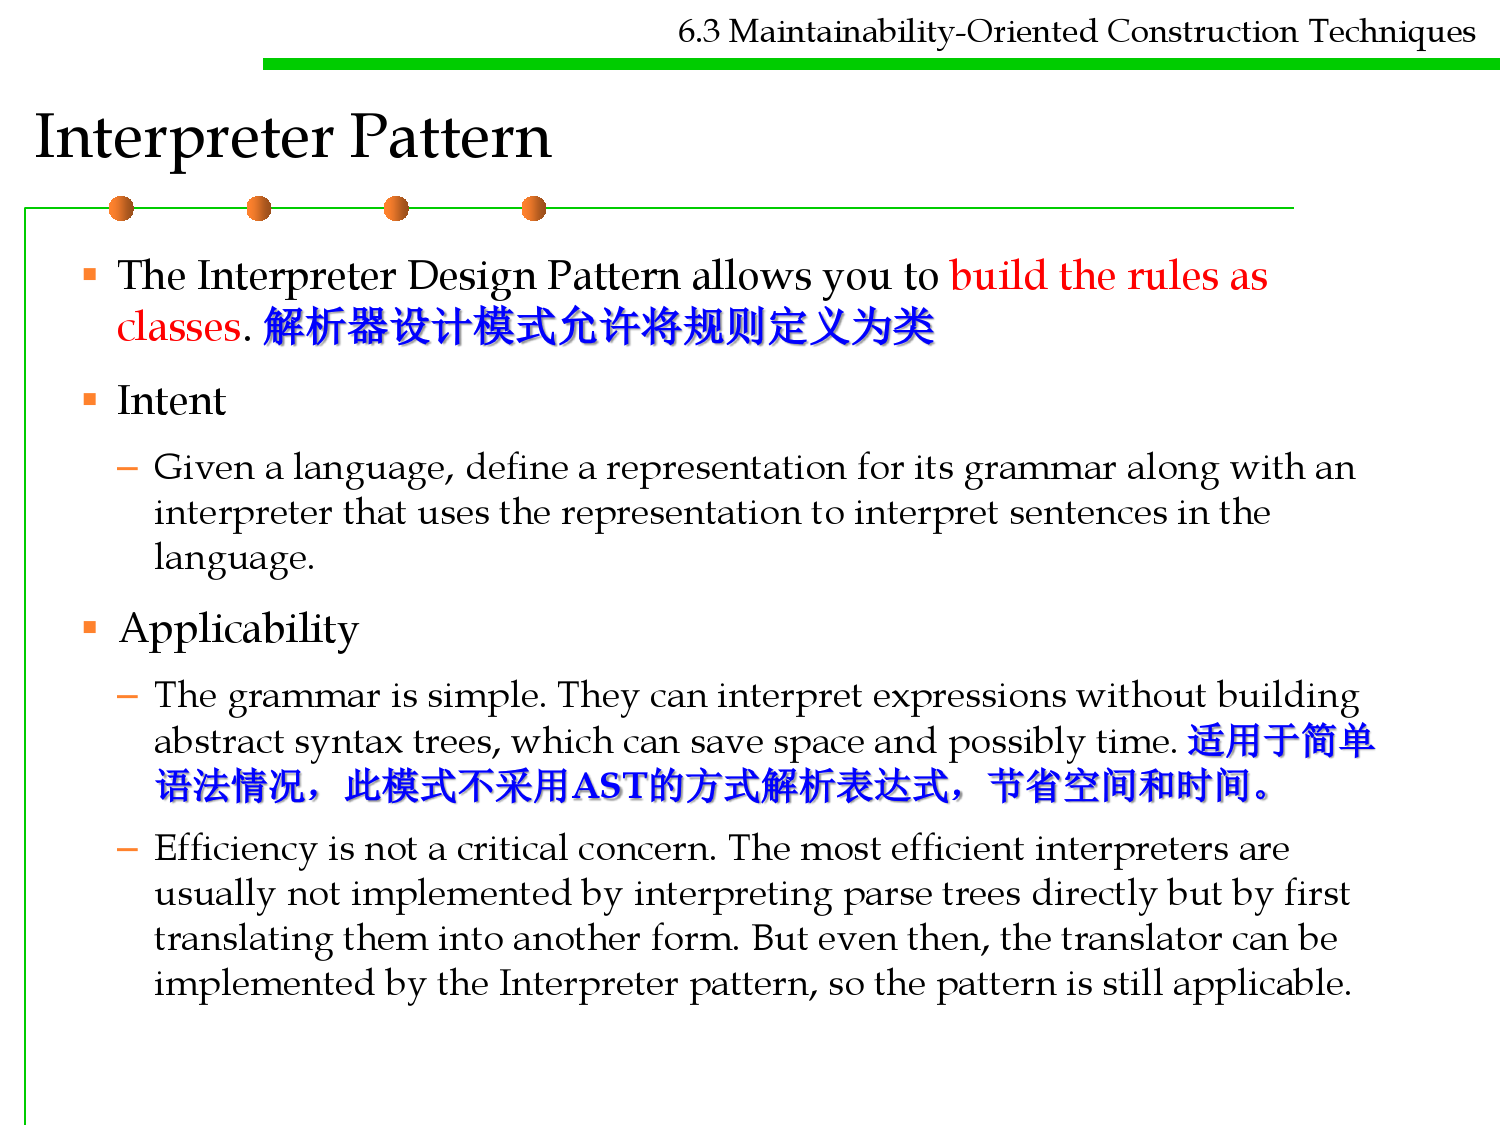 6.3 Maintainability-Oriented Construction Techniques
Interpreter Pattern
▪ The Interpreter Design Pattern allows you to build the rules as
classes. 解析器设计模式允许将规则定义为类
▪ Intent
– Given a language, define a representation for its grammar along with an
interpreter that uses the representation to interpret sentences in the
language.
▪ Applicability
– The grammar is simple. They can interpret expressions without building
abstract syntax trees, which can save space and possibly time. 适用于简单
语法情况，此模式不采用AST的方式解析表达式，节省空间和时间。
– Efficiency is not a critical concern. The most efficient interpreters are
usually not implemented by interpreting parse trees directly but by first
translating them into another form. But even then, the translator can be
implemented by the Interpreter pattern, so the pattern is still applicable.